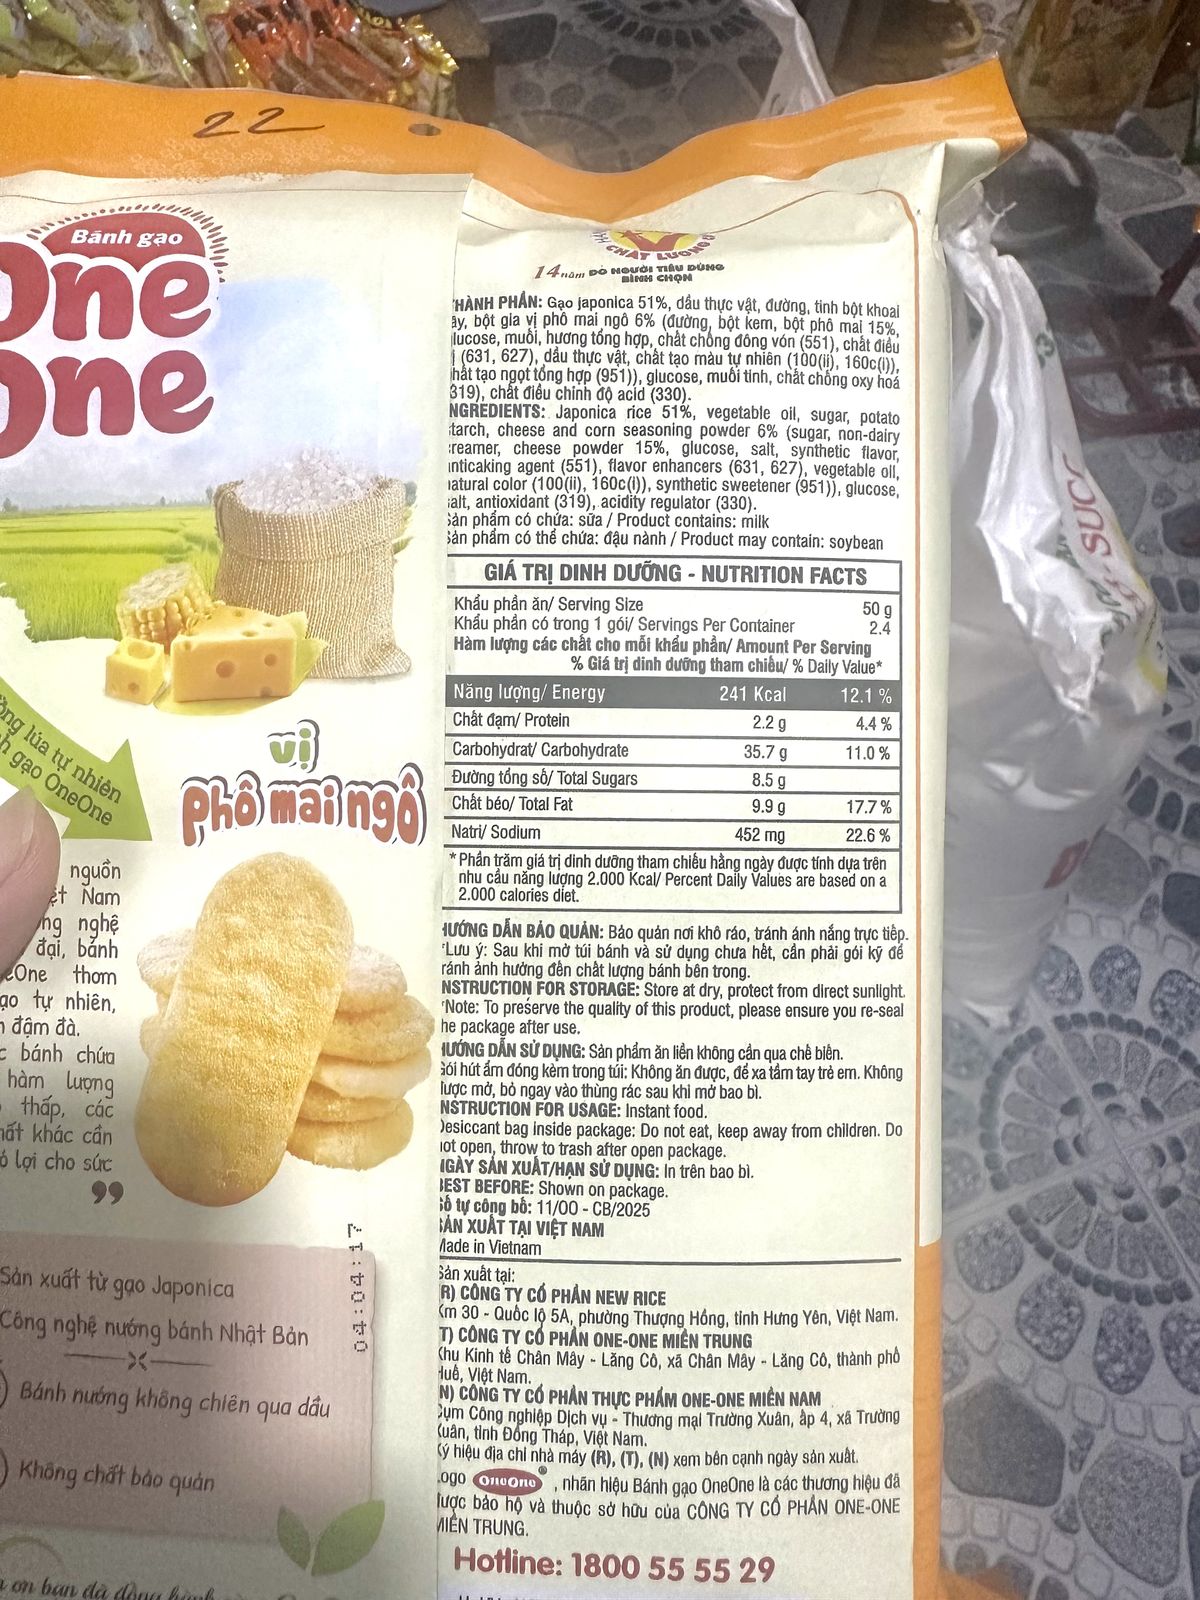 22
Bánh gạo
One
One
vị
phô mai ngô
lúa tự nhiên
gạo OneOne
nguồn
Nam
nghệ
đại, bánh
thơm
tự nhiên,
đậm đà.
bánh chứa
hàm lượng
thấp, các
khác cần
lợi cho sức
”
Sản xuất từ gạo Japonica
Công nghệ nướng bánh Nhật Bản
Bánh nướng không chiên qua dầu
Không chất bảo quản
04:04:17
CHẤT LƯỢNG
14 năm DO NGƯỜI TIÊU DÙNG
BÌNH CHỌN
HÀNH PHẦN: Gạo japonica 51%, dầu thực vật, đường, tinh bột khoai
ây, bột gia vị phô mai ngô 6% (đường, bột kem, bột phô mai 15%,
lucose, muối, hương tổng hợp, chất chống đông vón (551), chất điều
(631, 627), dầu thực vật, chất tạo màu tự nhiên (100(ii), 160c(i)),
hất tạo ngọt tổng hợp (951)), glucose, muối tinh, chất chống oxy hoá
319), chất điều chỉnh độ acid (330).
NGREDIENTS: Japonica rice 51%, vegetable oil, sugar, potato
tarch, cheese and corn seasoning powder 6% (sugar, non-dairy
reamer, cheese powder 15%, glucose, salt, synthetic flavor,
anticaking agent (551), flavor enhancers (631, 627), vegetable oil,
natural color (100(ii), 160c(i)), synthetic sweetener (951)), glucose,
salt, antioxidant (319), acidity regulator (330).
Sản phẩm có chứa: sữa / Product contains: milk
Sản phẩm có thể chứa: đậu nành / Product may contain: soybean
GIÁ TRỊ DINH DƯỠNG - NUTRITION FACTS
Khẩu phần ăn/ Serving Size 50 g
Khẩu phần có trong 1 gói/ Servings Per Container 2.4
Hàm lượng các chất cho mỗi khẩu phần/ Amount Per Serving
% Giá trị dinh dưỡng tham chiếu/ % Daily Value*
Năng lượng/ Energy 241 Kcal 12.1 %
Chất đạm/ Protein 2.2 g 4.4 %
Carbohydrat/ Carbohydrate 35.7 g 11.0 %
Đường tổng số/ Total Sugars 8.5 g
Chất béo/ Total Fat 9.9 g 17.7 %
Natri/ Sodium 452 mg 22.6 %
* Phần trăm giá trị dinh dưỡng tham chiếu hằng ngày được tính dựa trên
nhu cầu năng lượng 2.000 Kcal/ Percent Daily Values are based on a
2.000 calories diet.
HƯỚNG DẪN BẢO QUẢN: Bảo quản nơi khô ráo, tránh ánh nắng trực tiếp.
*Lưu ý: Sau khi mở túi bánh và sử dụng chưa hết, cần phải gói kỹ để
ránh ảnh hưởng đến chất lượng bánh bên trong.
NSTRUCTION FOR STORAGE: Store at dry, protect from direct sunlight.
*Note: To preserve the quality of this product, please ensure you re-seal
he package after use.
HƯỚNG DẪN SỬ DỤNG: Sản phẩm ăn liền không cần qua chế biến.
Gói hút ẩm đóng kèm trong túi: Không ăn được, để xa tầm tay trẻ em. Không
được mở, bỏ ngay vào thùng rác sau khi mở bao bì.
NSTRUCTION FOR USAGE: Instant food.
Desiccant bag inside package: Do not eat, keep away from children. Do
not open, throw to trash after open package.
NGÀY SẢN XUẤT/HẠN SỬ DỤNG: In trên bao bì.
BEST BEFORE: Shown on package.
Số tự công bố: 11/OO - CB/2025
SẢN XUẤT TẠI VIỆT NAM
Made in Vietnam
Sản xuất tại:
R) CÔNG TY CỔ PHẦN NEW RICE
Km 30 - Quốc lộ 5A, phường Thượng Hồng, tỉnh Hưng Yên, Việt Nam.
T) CÔNG TY CỔ PHẦN ONE-ONE MIỀN TRUNG
Khu Kinh tế Chân Mây - Lăng Cô, xã Chân Mây - Lăng Cô, thành phố
Huế, Việt Nam.
N) CÔNG TY CỔ PHẦN THỰC PHẨM ONE-ONE MIỀN NAM
Cụm Công nghiệp Dịch vụ - Thương mại Trường Xuân, ấp 4, xã Trường
Xuân, tỉnh Đồng Tháp, Việt Nam.
Ký hiệu địa chỉ nhà máy (R), (T), (N) xem bên cạnh ngày sản xuất.
Logo OneOne ®, nhãn hiệu Bánh gạo OneOne là các thương hiệu đã
được bảo hộ và thuộc sở hữu của CÔNG TY CỔ PHẦN ONE-ONE
MIỀN TRUNG.
Hotline: 1800 55 55 29